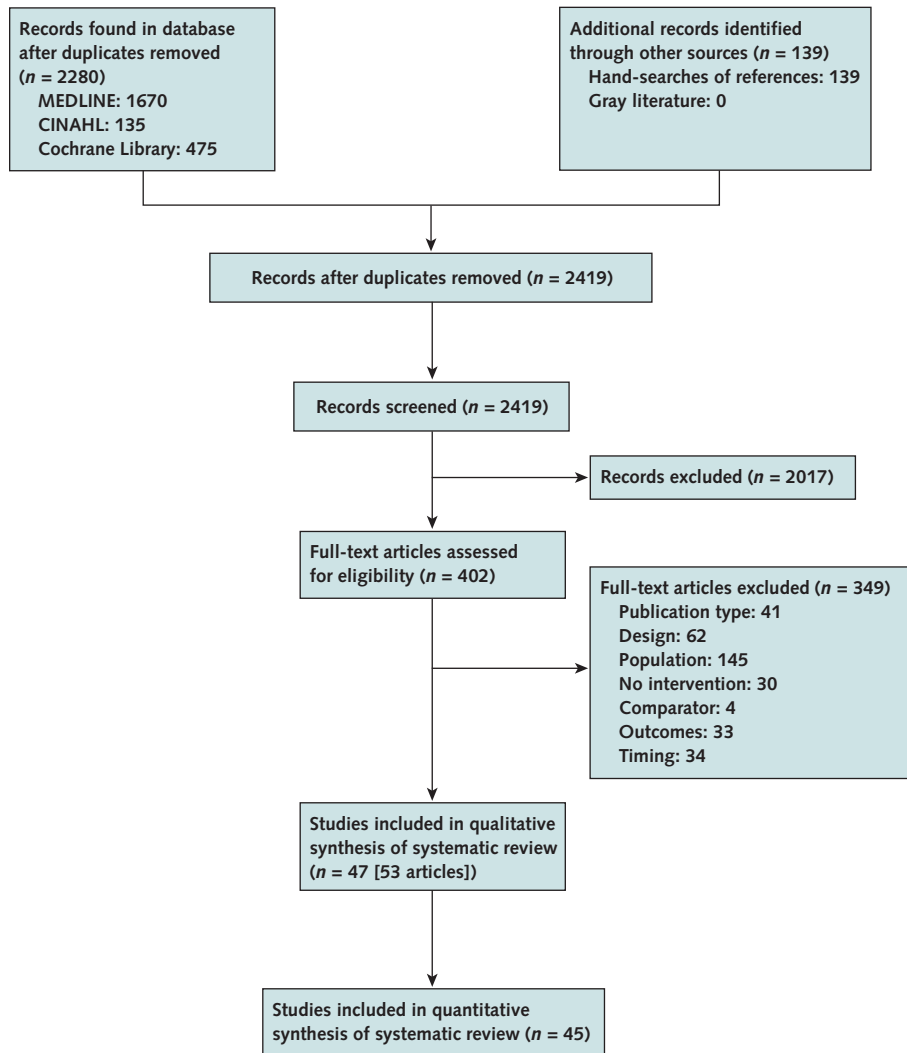 Records found in database
after duplicates removed
(n = 2280)
MEDLINE: 1670
CINAHL: 135
Cochrane Library: 475
Additional records identified
through other sources (n = 139)
Hand-searches of references: 139
Gray literature: 0
Records after duplicates removed (n = 2419)
Records screened (n = 2419)
Records excluded (n = 2017)
Full-text articles assessed
for eligibility (n = 402)
Full-text articles excluded (n = 349)
Publication type: 41
Design: 62
Population: 145
No intervention: 30
Comparator: 4
Outcomes: 33
Timing: 34
Studies included in qualitative
synthesis of systematic review
(n = 47 [53 articles])
Studies included in quantitative
synthesis of systematic review (n = 45)